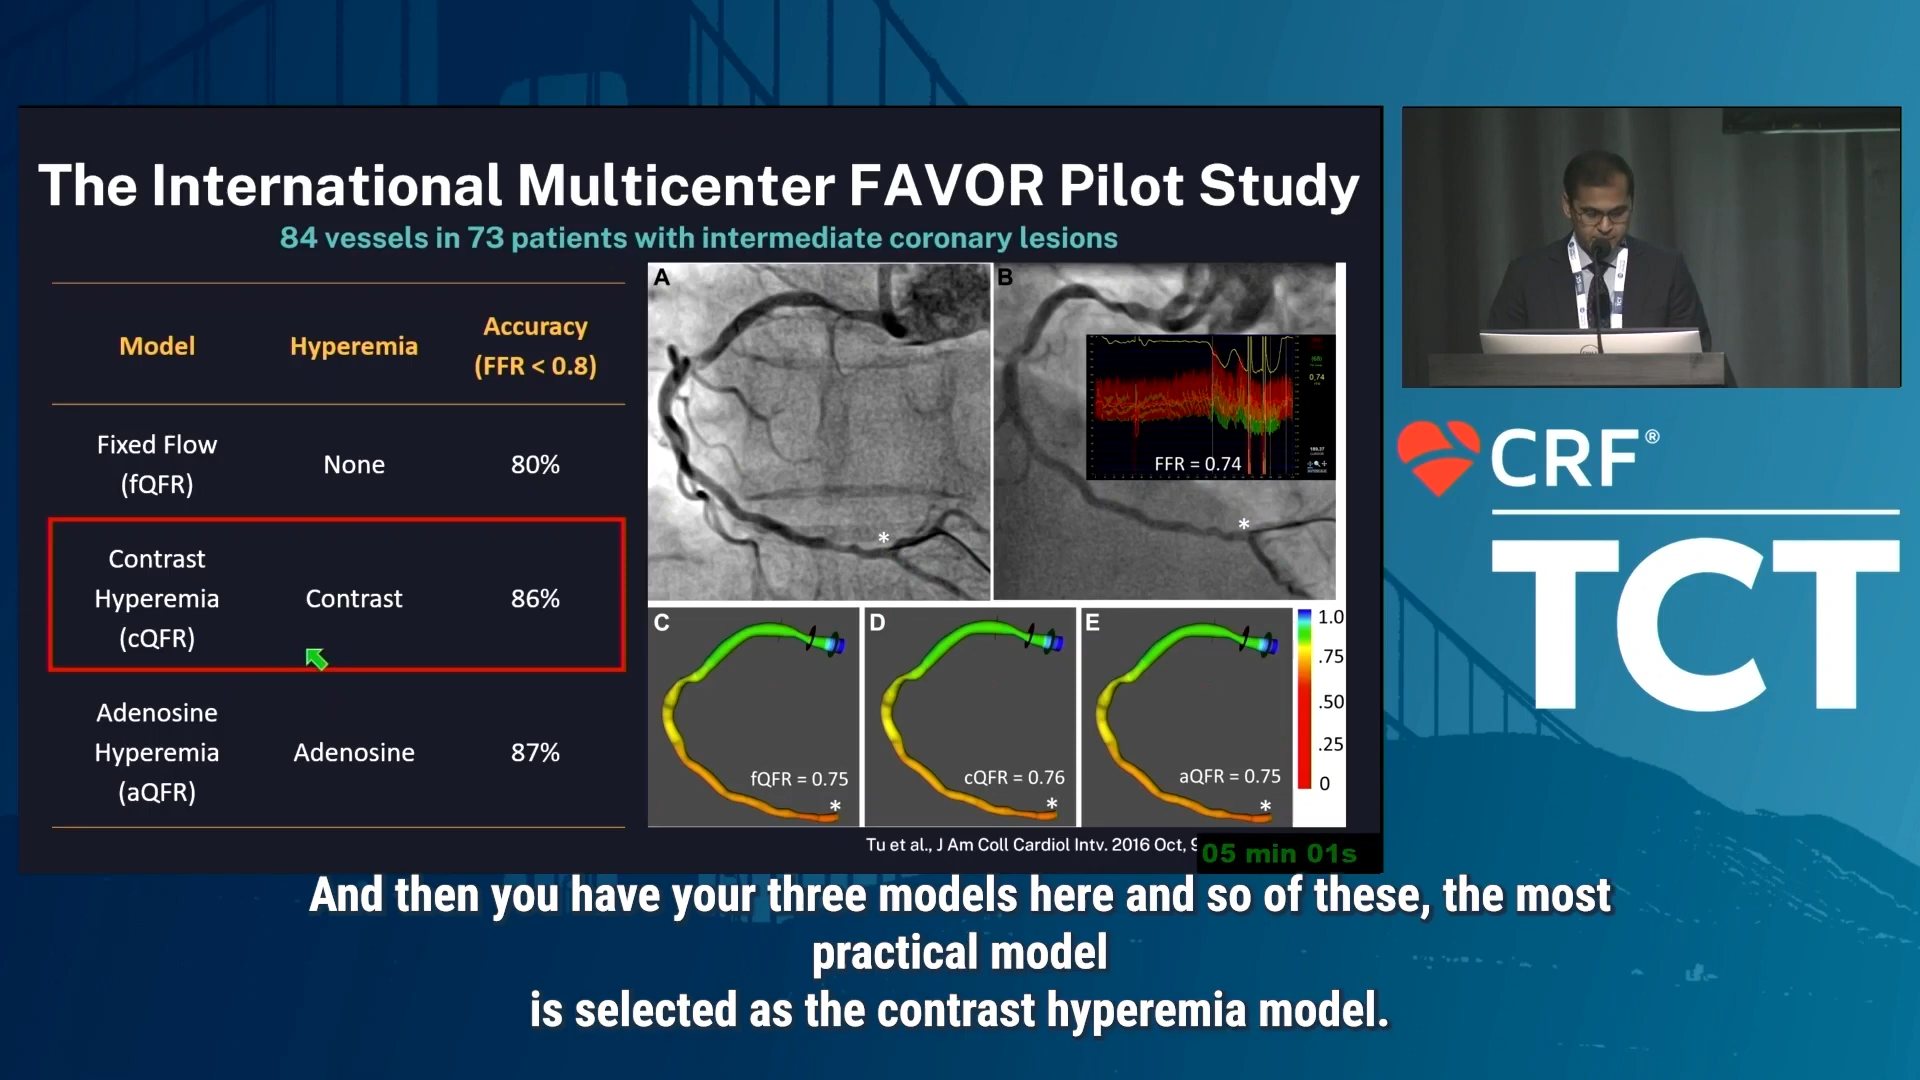 The International Multicenter FAVOR Pilot Study
84 vessels in 73 patients with intermediate coronary lesions
Model
Hyperemia
Accuracy
(FFR < 0.8)
Fixed Flow
(fQFR)
None
80%
Contrast
Hyperemia
(cQFR)
Contrast
86%
Adenosine
Hyperemia
(aQFR)
Adenosine
87%
A
B
0.74
FFR = 0.74
*
*
C
D
E
fQFR = 0.75
*
cQFR = 0.76
*
aQFR = 0.75
*
1.0
.75
.50
.25
0
Tu et al., J Am Coll Cardiol Intv. 2016 Oct, 9
05 min 01s
CRF®
TCT
And then you have your three models here and so of these, the most
practical model
is selected as the contrast hyperemia model.